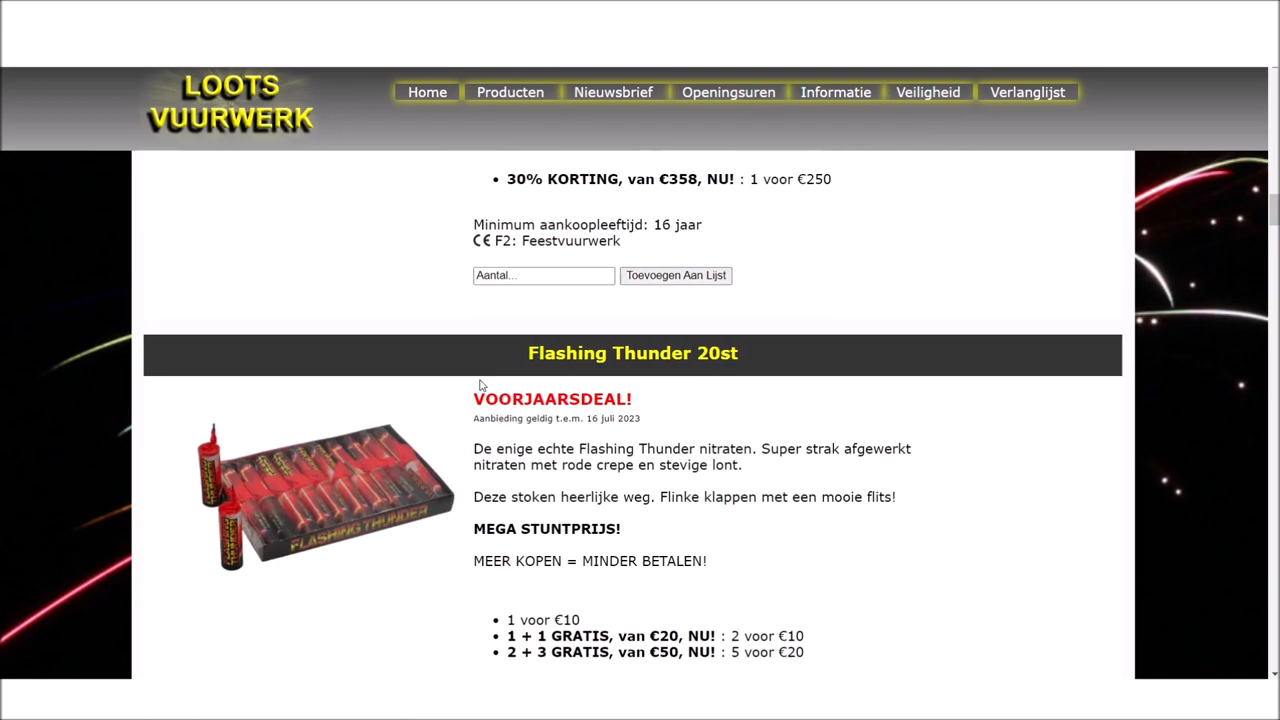 LOOTS
VUURWERK
Home Producten Nieuwsbrief Openingsuren Informatie Veiligheid Verlanglijst
• 30% KORTING, van €358, NU! : 1 voor €250
Minimum aankoopleeftijd: 16 jaar
CE F2: Feestvuurwerk
Aantal... Toevoegen Aan Lijst
Flashing Thunder 20st
VOORJAARSDEAL!
Aanbieding geldig t.e.m. 16 juli 2023
De enige echte Flashing Thunder nitraten. Super strak afgewerkt
nitraten met rode crepe en stevige lont.
Deze stoken heerlijke weg. Flinke klappen met een mooie flits!
MEGA STUNTPRIJS!
MEER KOPEN = MINDER BETALEN!
• 1 voor €10
• 1 + 1 GRATIS, van €20, NU! : 2 voor €10
• 2 + 3 GRATIS, van €50, NU! : 5 voor €20
FLASHING THUNDER